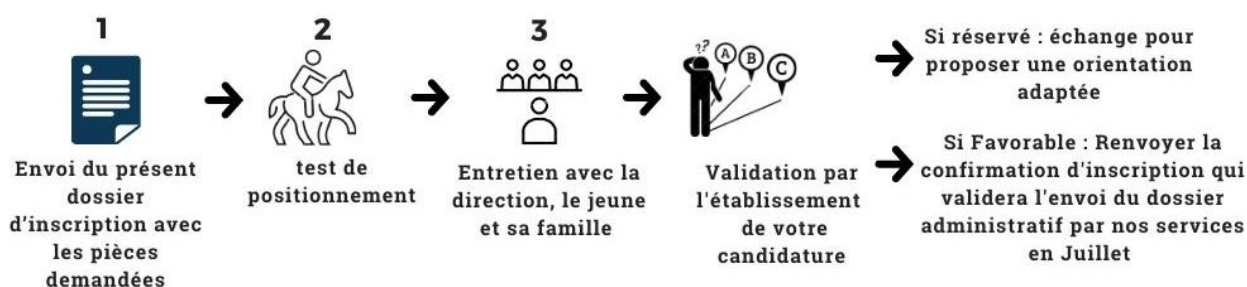 1
Envoi du présent
dossier
d'inscription avec
les pièces
demandées
2
test de
positionnement
3
Entretien avec la
direction, le jeune
et sa famille
??
A
B
C
Validation par
l'établissement
de votre
candidature
Si réservé : échange pour
proposer une orientation
adaptée
Si Favorable : Renvoyer la
confirmation d'inscription qui
validera l'envoi du dossier
administratif par nos services
en Juillet